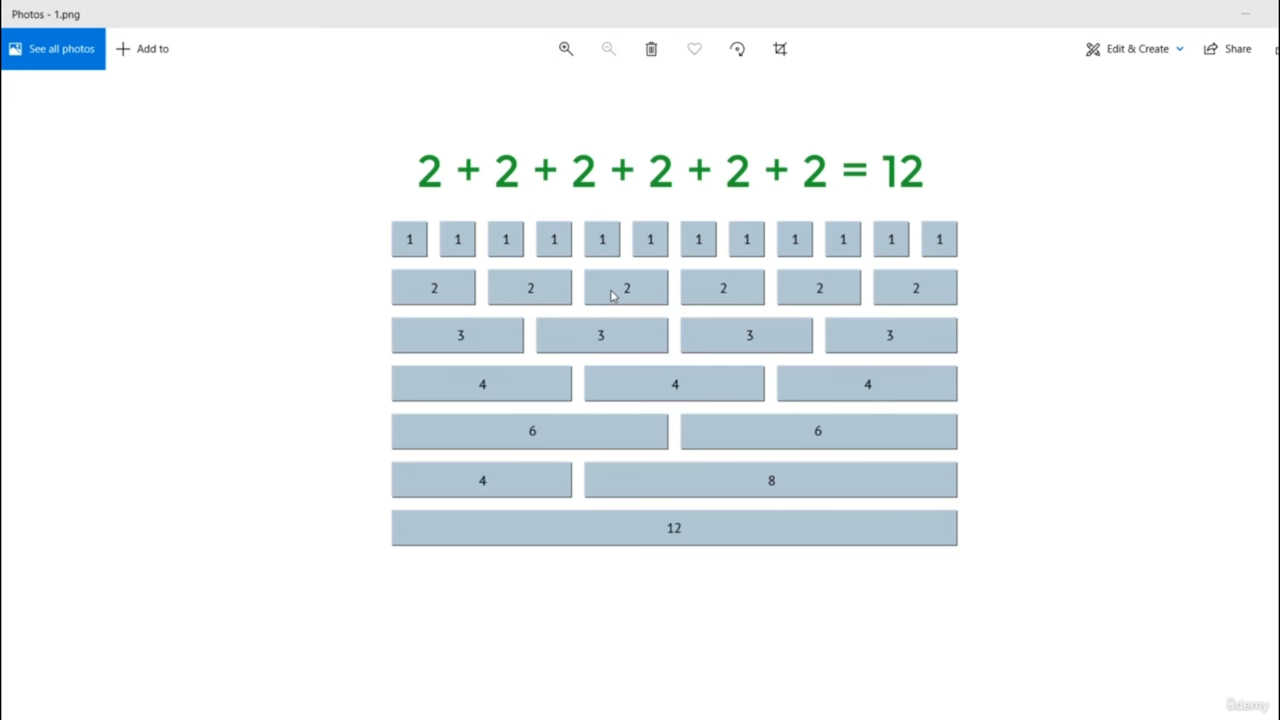 Photos - 1.png
See all photos
Add to
Edit & Create
Share
2 + 2 + 2 + 2 + 2 + 2 = 12
1 1 1 1 1 1 1 1 1 1 1 1
2 2 2 2 2 2
3 3 3 3
4 4 4
6 6
4 8
12
ûdemy